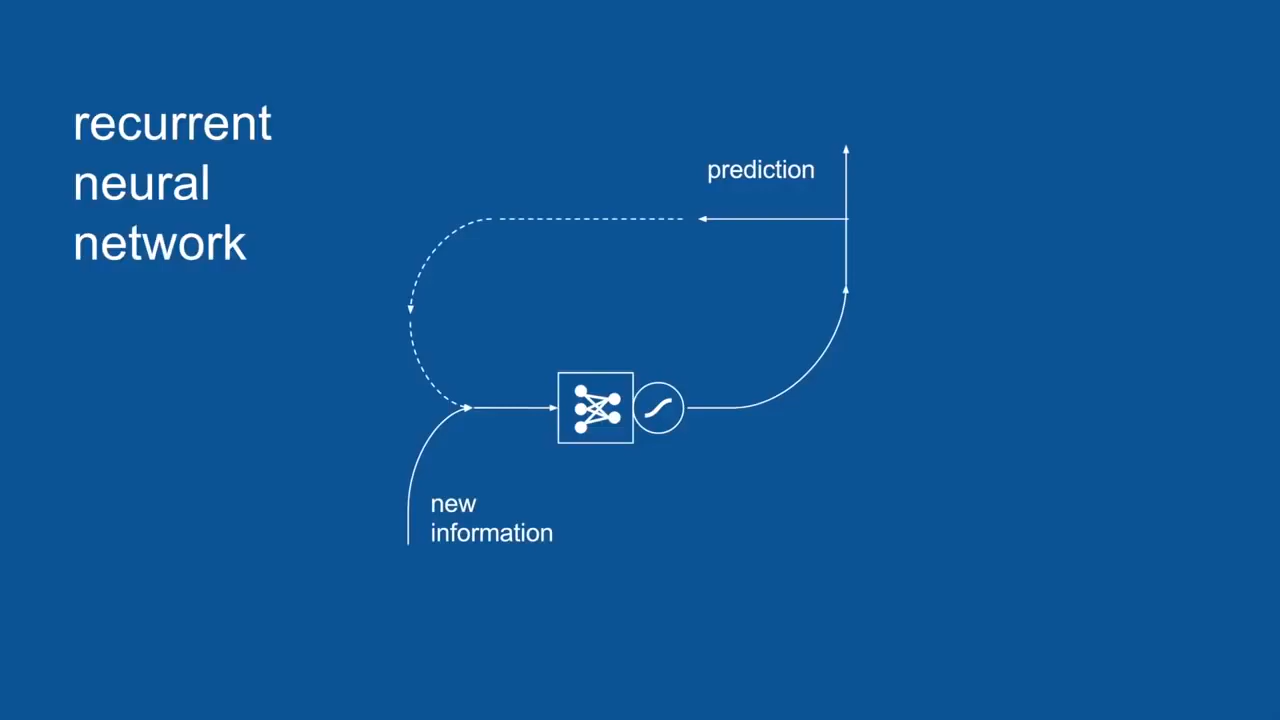 recurrent
neural
network
prediction
new
information